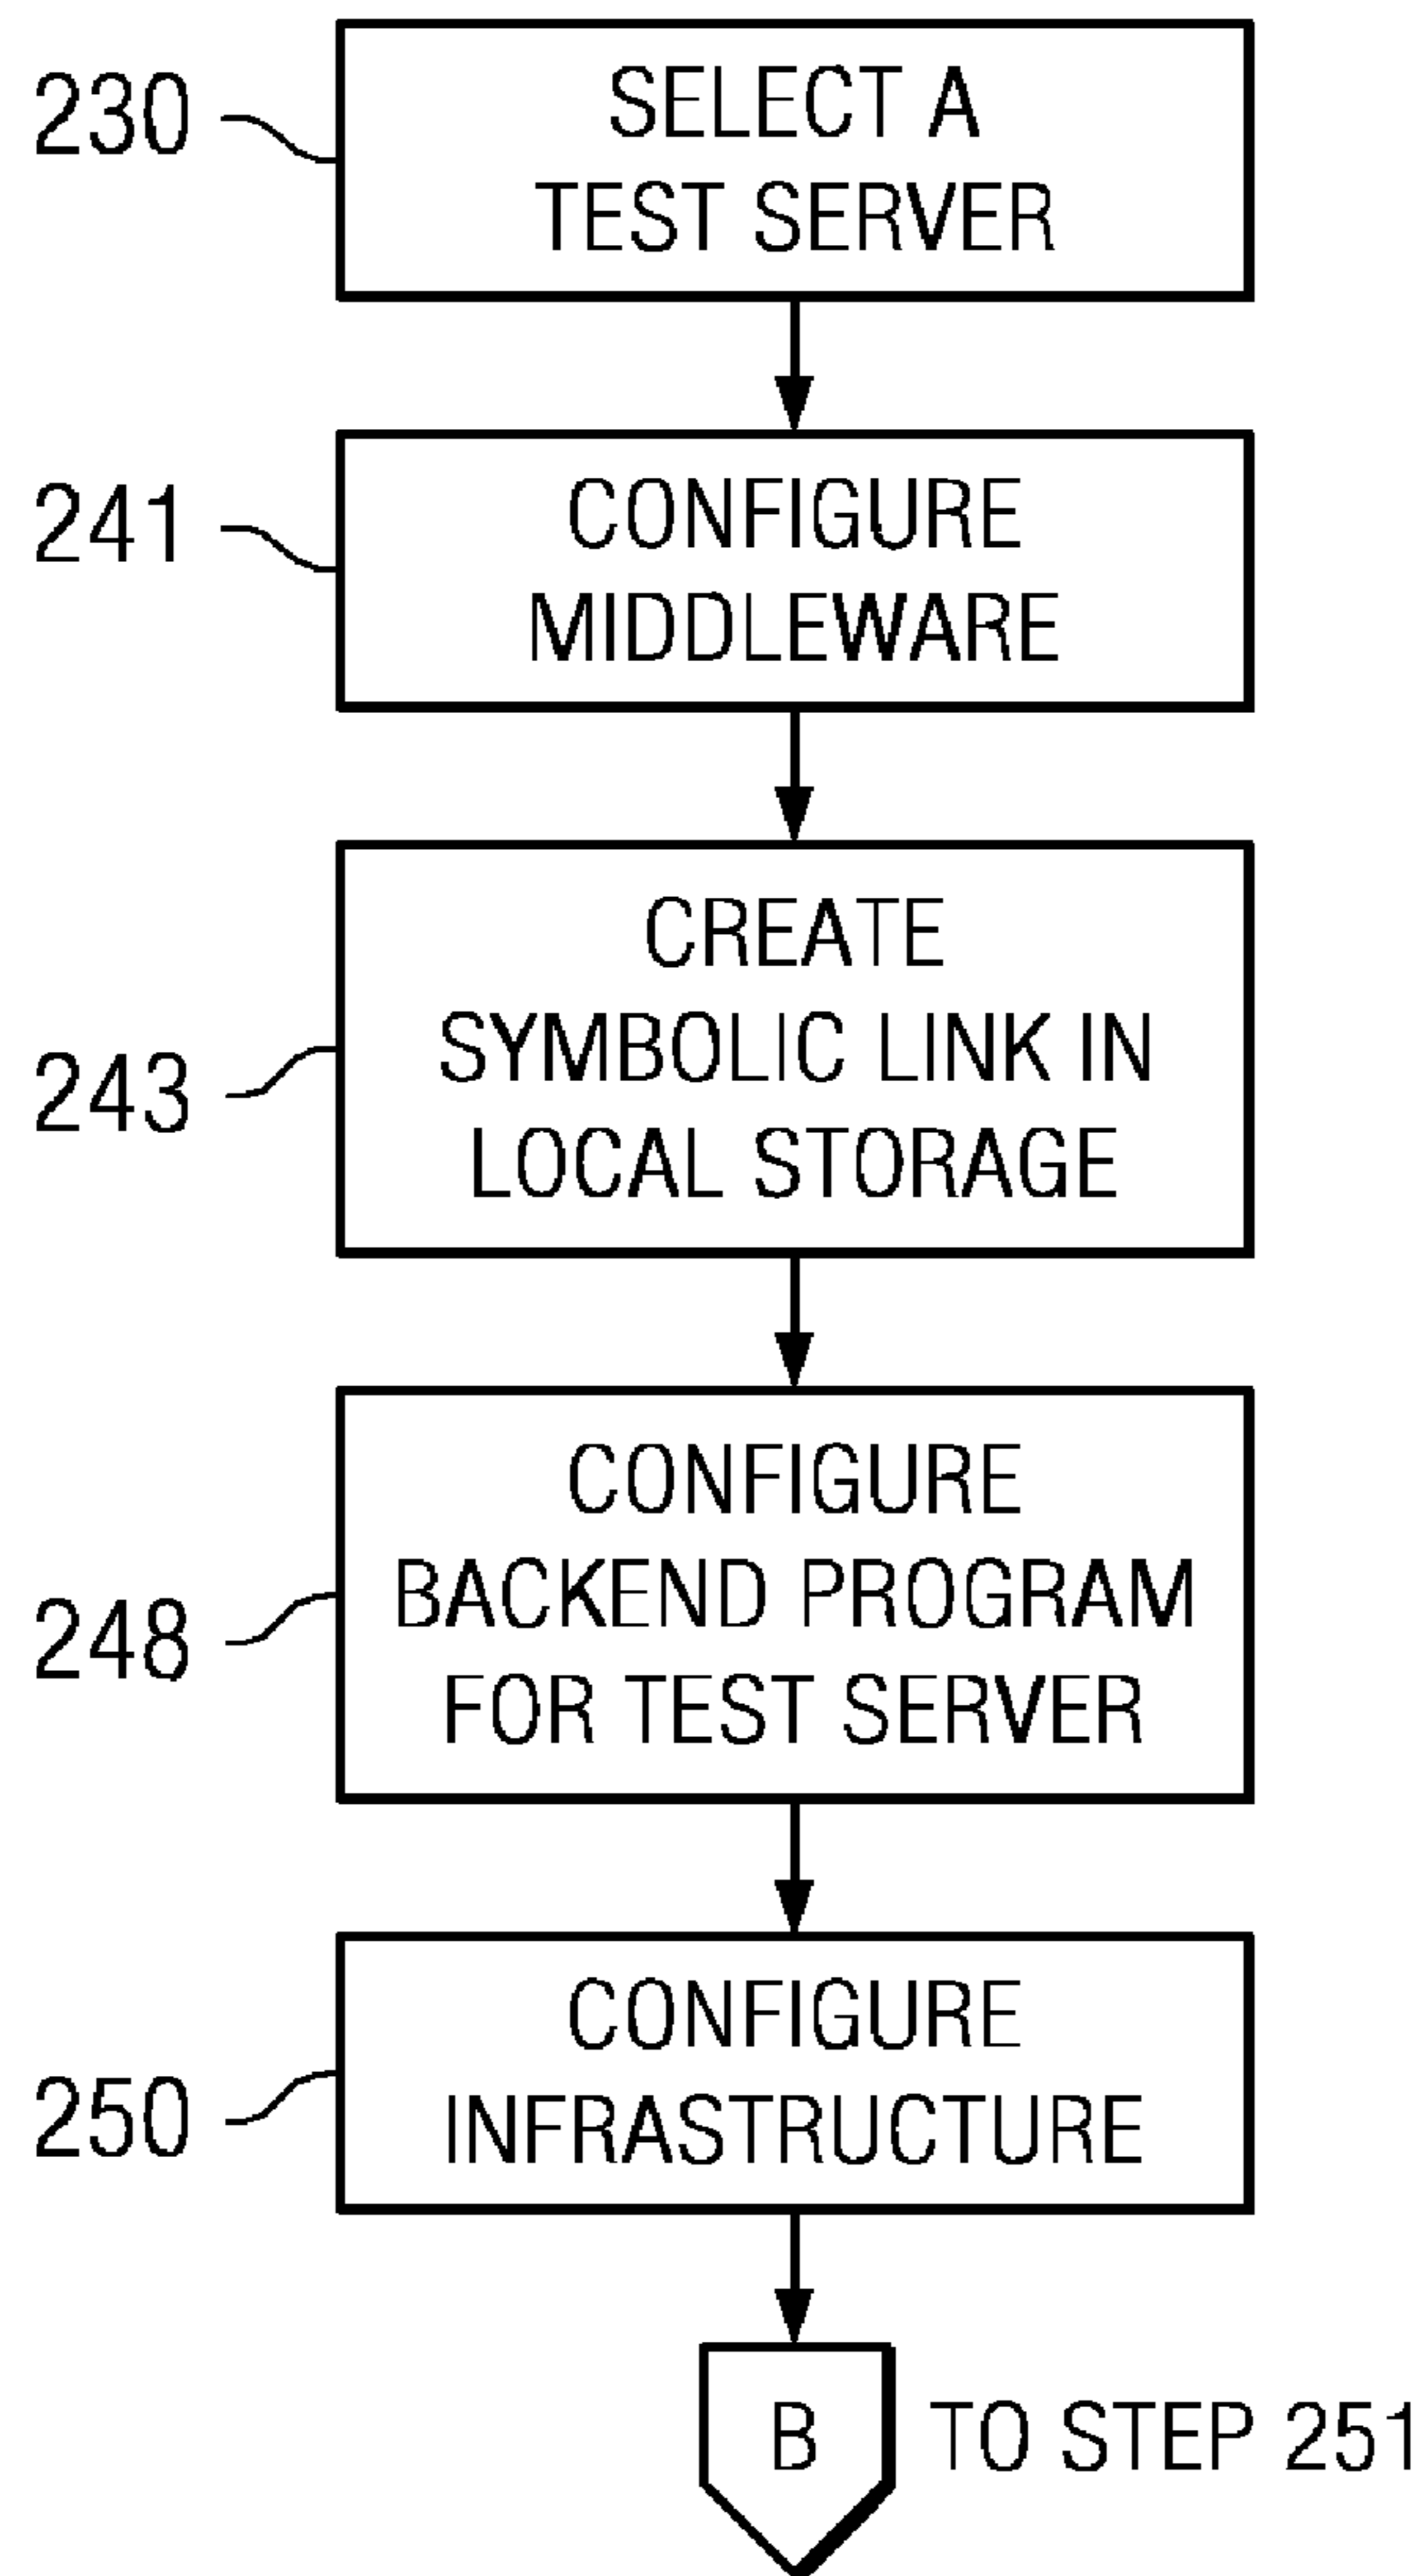 230
SELECT A
TEST SERVER
241
CONFIGURE
MIDDLEWARE
243
CREATE
SYMBOLIC LINK IN
LOCAL STORAGE
248
CONFIGURE
BACKEND PROGRAM
FOR TEST SERVER
250
CONFIGURE
INFRASTRUCTURE
B TO STEP 251